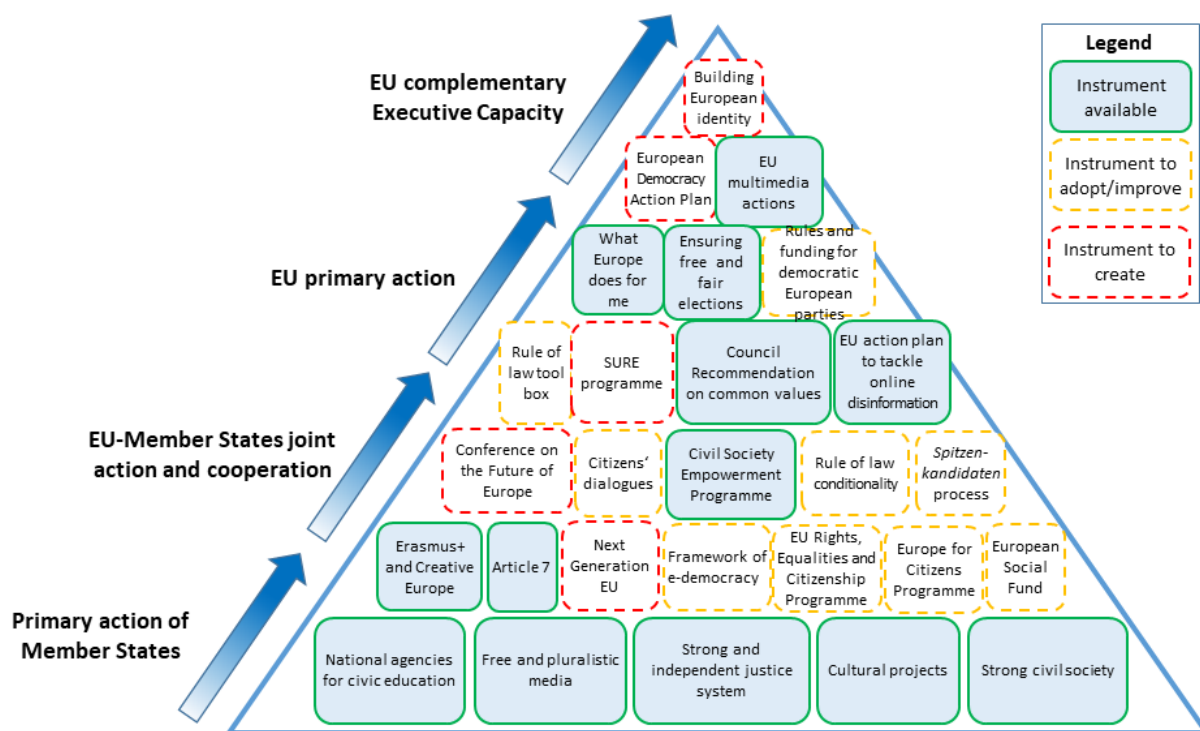 EU complementary
Executive Capacity
EU primary action
EU-Member States joint
action and cooperation
Primary action of
Member States
Building
European
identity
European
Democracy
Action Plan
EU
multimedia
actions
What
Europe
does for
me
Ensuring
free and
fair
elections
Rules and
funding for
democratic
European
parties
Rule of
law tool
box
SURE
programme
Council
Recommendation
on common values
EU action plan
to tackle
online
disinformation
Conference on
the Future of
Europe
Citizens‘
dialogues
Civil Society
Empowerment
Programme
Rule of law
conditionality
Spitzen-
kandidaten
process
Erasmus+
and Creative
Europe
Article 7
Next
Generation
EU
Framework of
e-democracy
EU Rights,
Equalities and
Citizenship
Programme
Europe for
Citizens
Programme
European
Social
Fund
National agencies
for civic education
Free and pluralistic
media
Strong and
independent justice
system
Cultural projects
Strong civil society
Legend
Instrument
available
Instrument to
adopt/improve
Instrument to
create